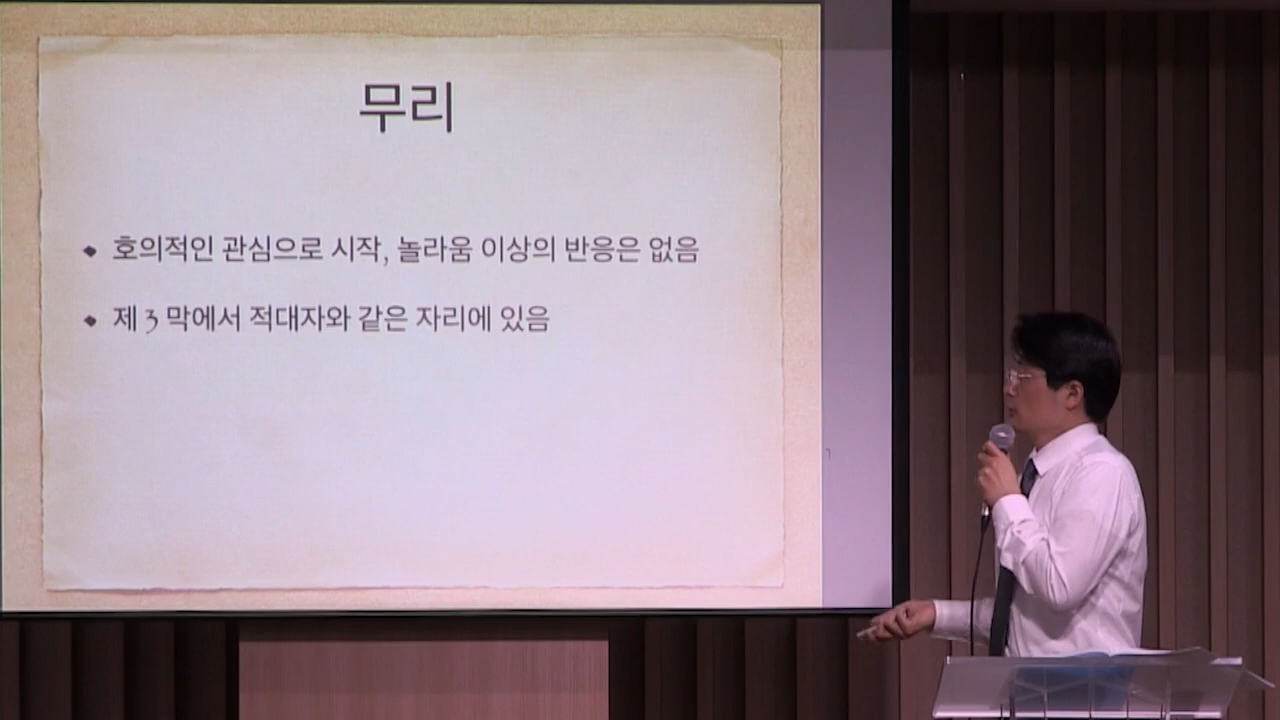 무리
호의적인 관심으로 시작, 놀라움 이상의 반응은 없음
제 3 막에서 적대자와 같은 자리에 있음